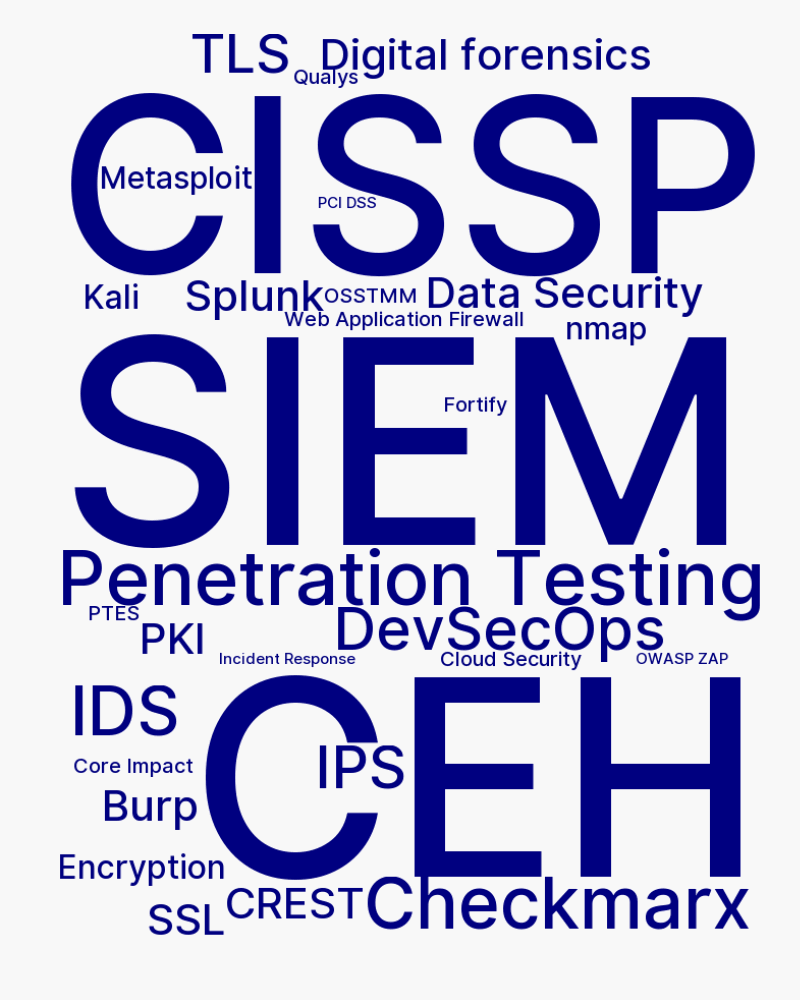 TLS
Digital forensics
Qualys
CISSP
Metasploit
PCI DSS
Kali
Splunk
OSSTMM
Data Security
Web Application Firewall
nmap
SIEM
Fortify
Penetration Testing
PTES
PKI
DevSecOps
Incident Response
Cloud Security
OWASP ZAP
IDS
CEH
IPS
Core Impact
Burp
Encryption
SSL
CREST
Checkmarx